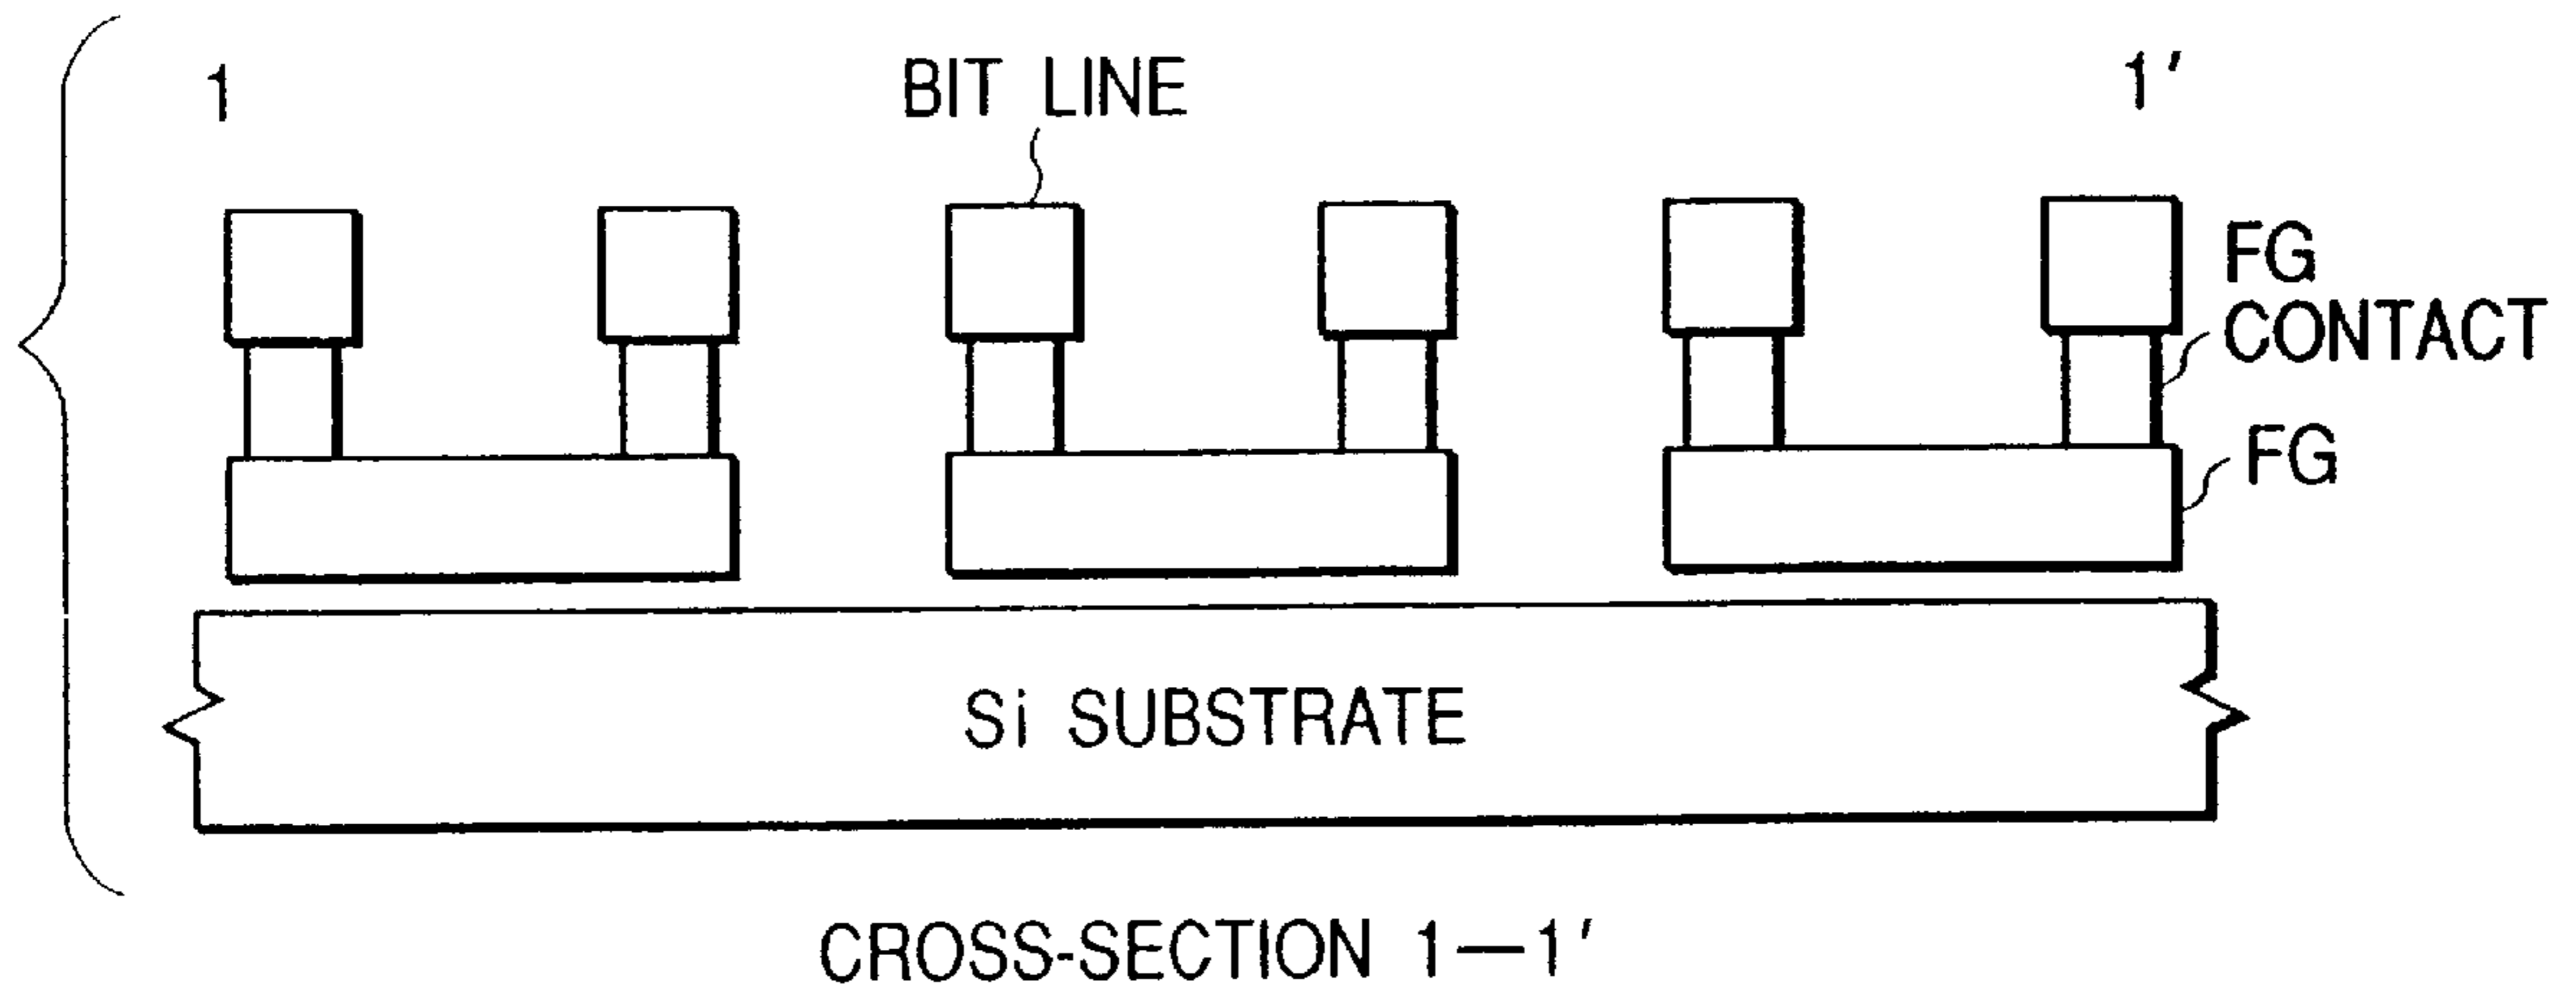 1
BIT LINE
1′
FG
CONTACT
FG
Si SUBSTRATE
CROSS-SECTION 1—1′